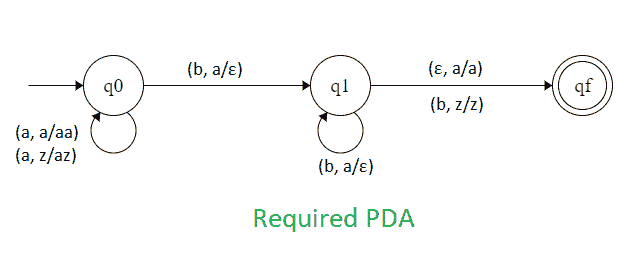 (b, a/ε)
(ε, a/a)
q0
q1
qf
(b, z/z)
(a, a/aa)
(a, z/az)
(b, a/ε)
Required PDA